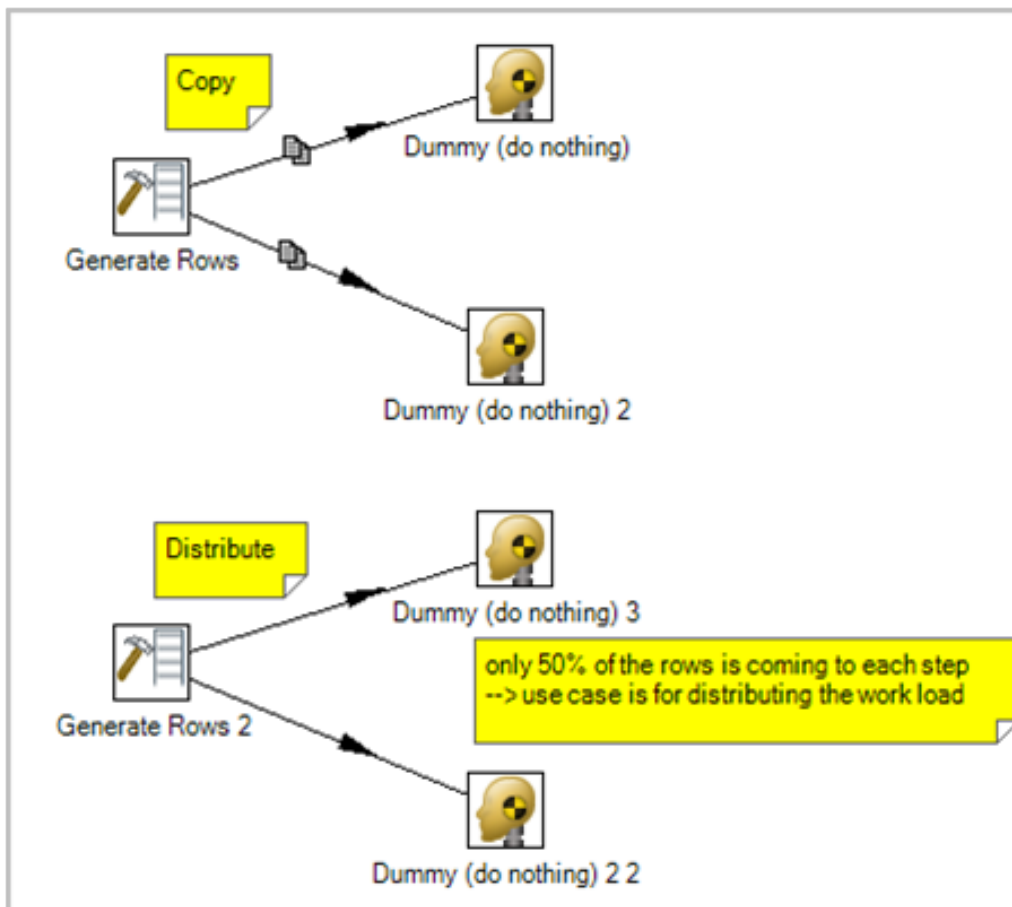 Copy
Dummy (do nothing)
Generate Rows
Dummy (do nothing) 2
Distribute
Dummy (do nothing) 3
only 50% of the rows is coming to each step
--> use case is for distributing the work load
Generate Rows 2
Dummy (do nothing) 2 2